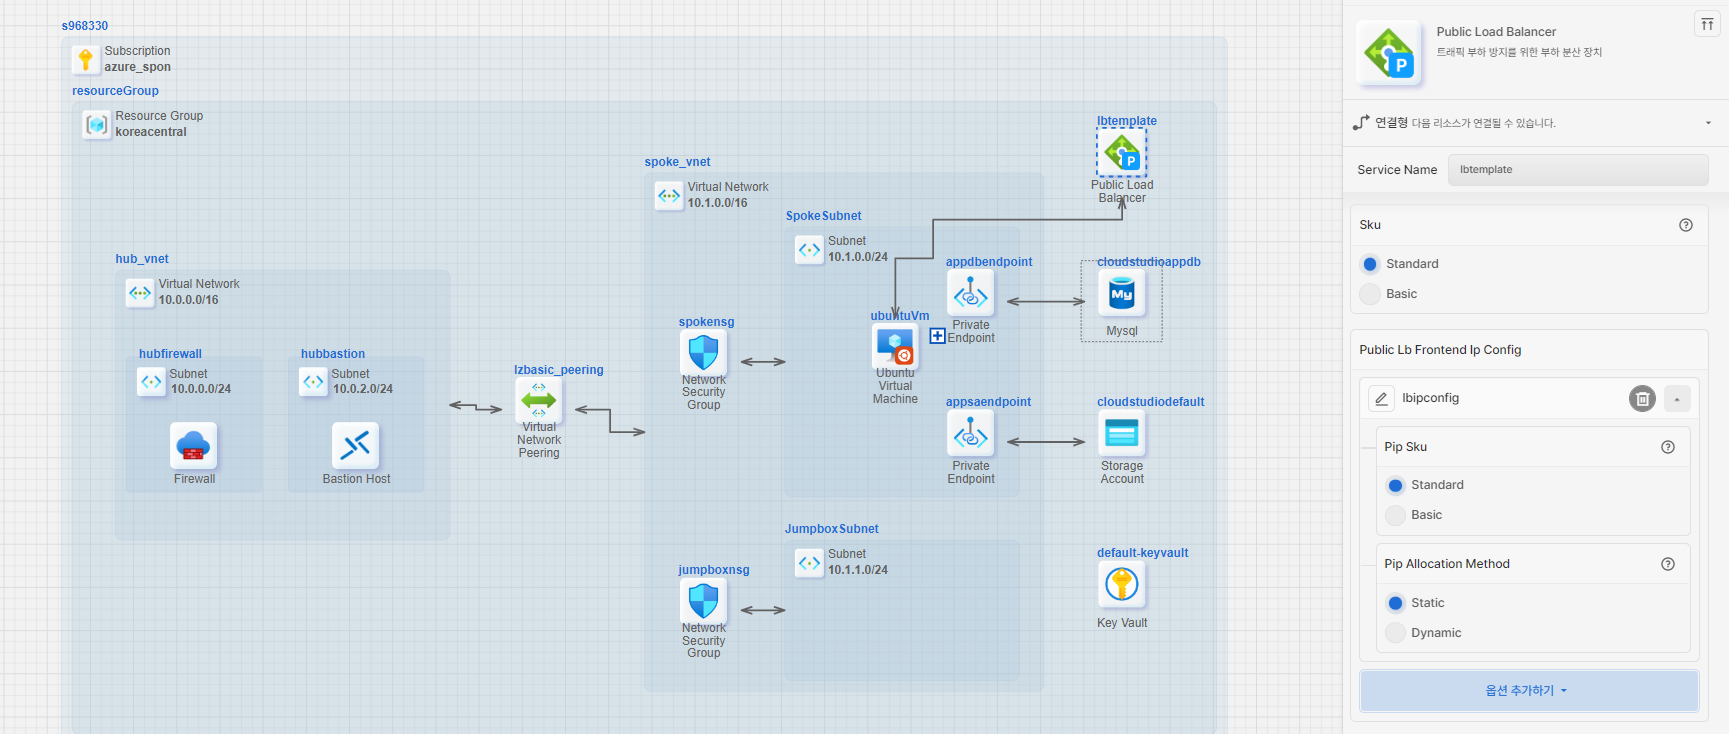 s968330
Subscription
azure_spon
resourceGroup
Resource Group
koreacentral
lbtemplate
Public Load
Balancer
spoke_vnet
Virtual Network
10.1.0.0/16
SpokeSubnet
Subnet
10.1.0.0/24
hub_vnet
Virtual Network
10.0.0.0/16
appdbendpoint
Private
Endpoint
cloudstudioappdb
My
Mysql
ubuntuVm
Ubuntu
Virtual
Machine
spokensg
Network
Security
Group
hubfirewall
Subnet
10.0.0.0/24
Firewall
hubbastion
Subnet
10.0.2.0/24
Bastion Host
lzbasic_peering
Virtual
Network
Peering
appsaendpoint
Private
Endpoint
cloudstudiodefault
Storage
Account
JumpboxSubnet
Subnet
10.1.1.0/24
jumpboxnsg
Network
Security
Group
default-keyvault
Key Vault
P
P
Public Load Balancer
트래픽 부하 방지를 위한 부하 분산 장치
연결형 다음 리소스가 연결될 수 있습니다.
Service Name lbtemplate
Sku
Standard
Basic
Public Lb Frontend Ip Config
lbipconfig
Pip Sku
Standard
Basic
Pip Allocation Method
Static
Dynamic
옵션 추가하기